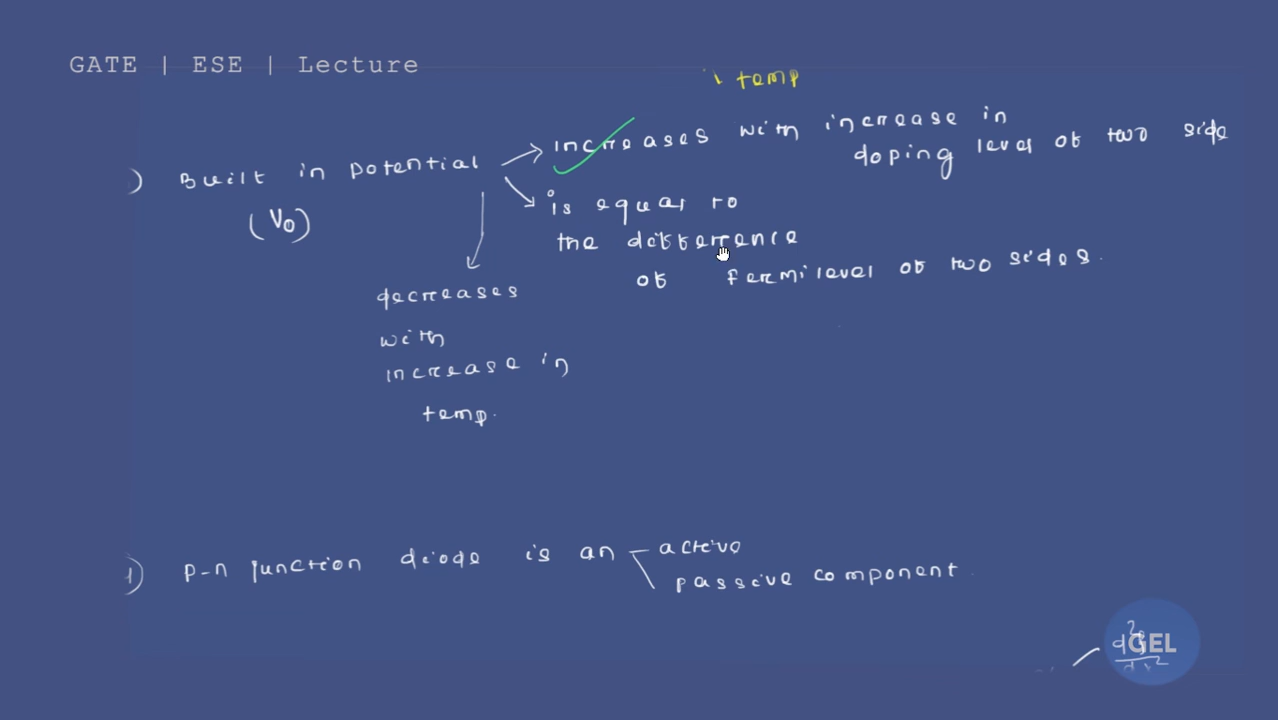 GATE | ESE | Lecture
temp
) Built in potential
(V0)
increases with increase in
doping level of two side
is equal to
the difference
of fermi level of two sides.
decreases
with
increase in
temp.
) p-n junction diode is an
active
passive component
GEL